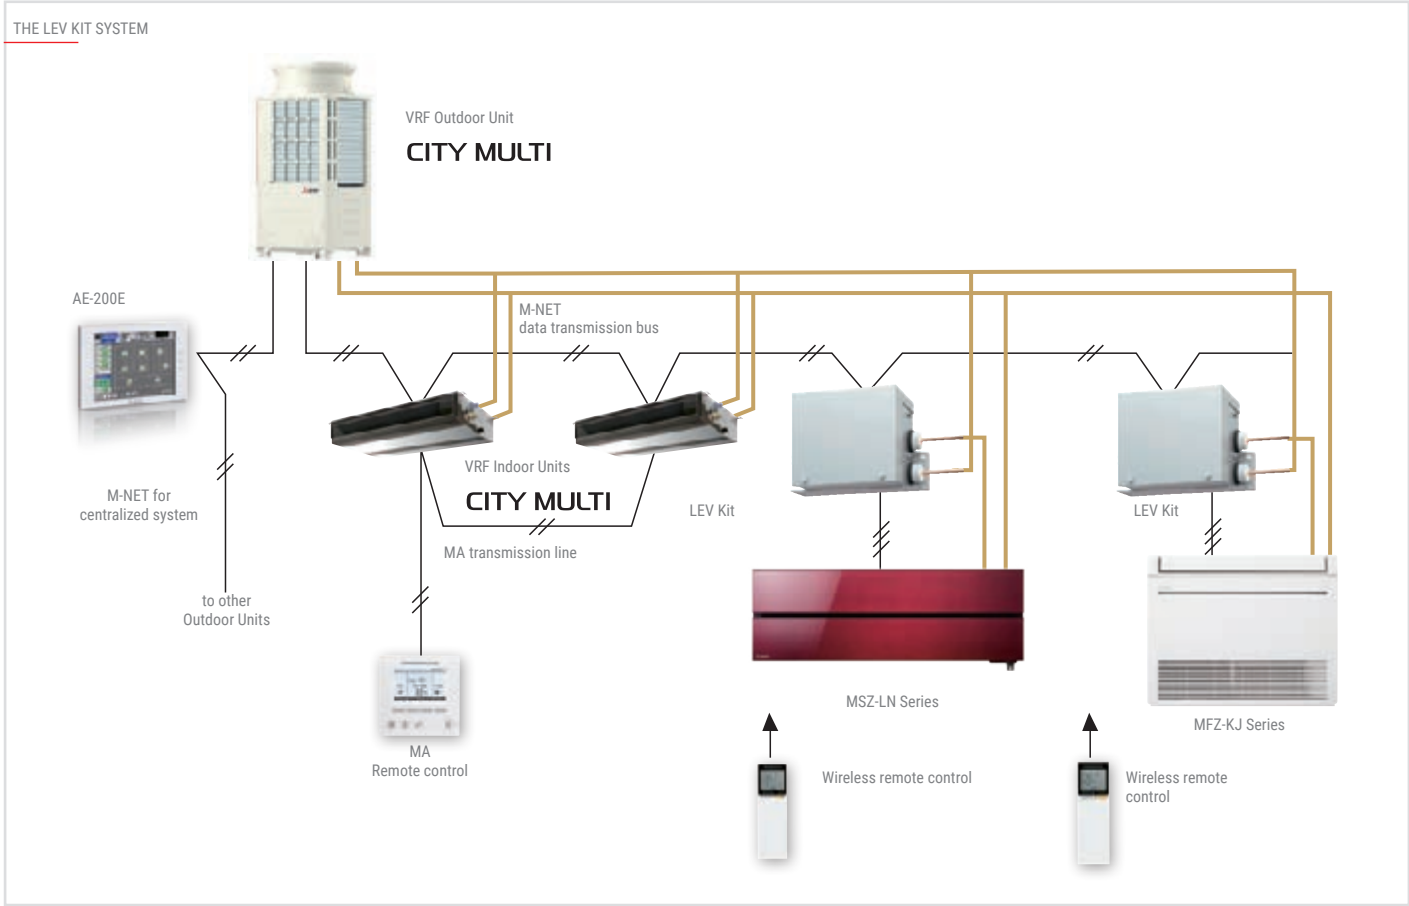 THE LEV KIT SYSTEM
VRF Outdoor Unit
CITY MULTI
AE-200E
M-NET
data transmission bus
VRF Indoor Units
CITY MULTI
M-NET for
centralized system
LEV Kit
LEV Kit
MA transmission line
to other
Outdoor Units
MSZ-LN Series
MFZ-KJ Series
MA
Remote control
Wireless remote control
Wireless remote
control